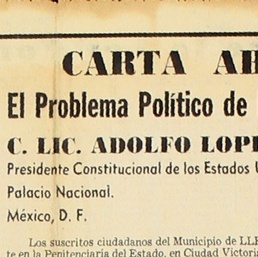 CARTA AB
El Problema Político de
C. LIC. ADOLFO LOP
Presidente Constitucional de los Estados U
Palacio Nacional.
México, D. F.
Los suscritos ciudadanos del Municipio de LLE
te en la Penitenciaría del Estado, en Ciudad Victoria